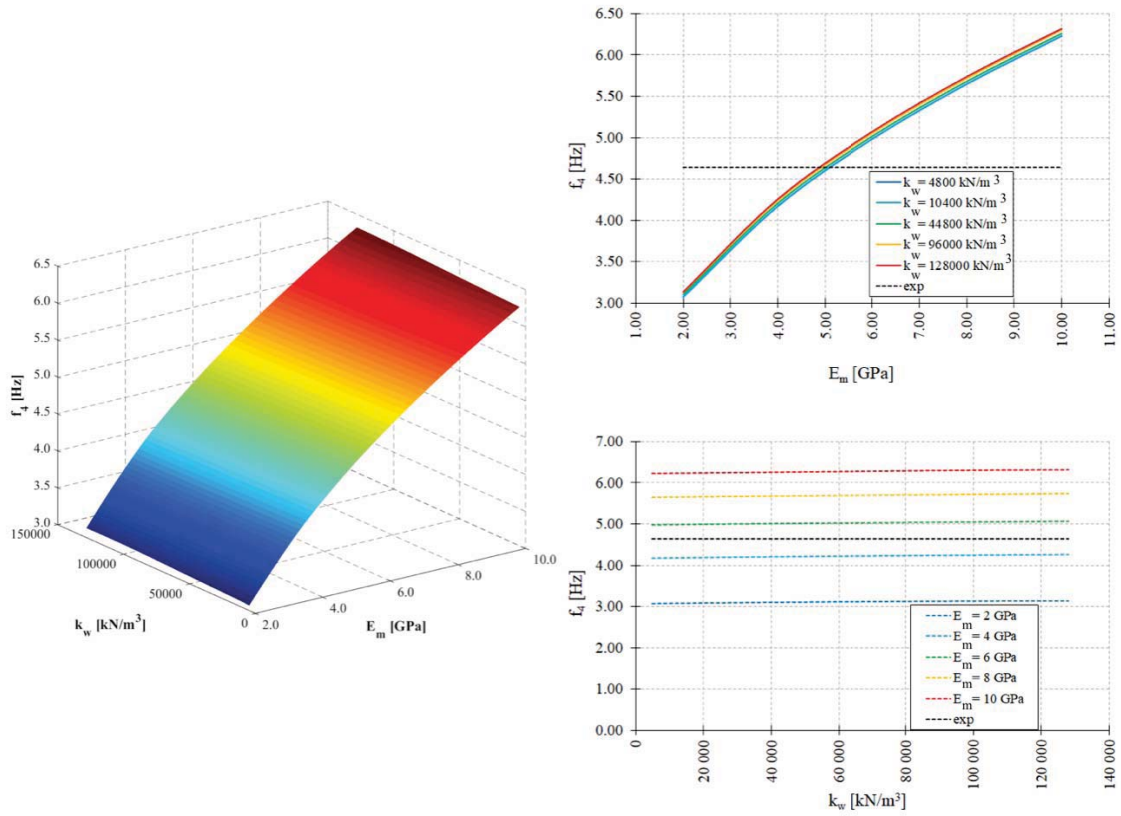 6.5
6.0
5.5
5.0
4.5
4.0
3.5
3.0
f4 [Hz]
150000
100000
50000
0
kw [kN/m³]
2.0
4.0
6.0
8.0
10.0
Em [GPa]
6.50
6.00
5.50
5.00
4.50
4.00
3.50
3.00
f4 [Hz]
kw= 4800 kN/m³
kw= 10400 kN/m³
kw= 44800 kN/m³
kw= 96000 kN/m³
kw= 128000 kN/m³
exp
1.00 2.00 3.00 4.00 5.00 6.00 7.00 8.00 9.00 10.00 11.00
Em [GPa]
7.00
6.00
5.00
4.00
3.00
2.00
1.00
0.00
f4 [Hz]
Em= 2 GPa
Em= 4 GPa
Em= 6 GPa
Em= 8 GPa
Em= 10 GPa
exp
0 20 000 40 000 60 000 80 000 100 000 120 000 140 000
kw [kN/m³]